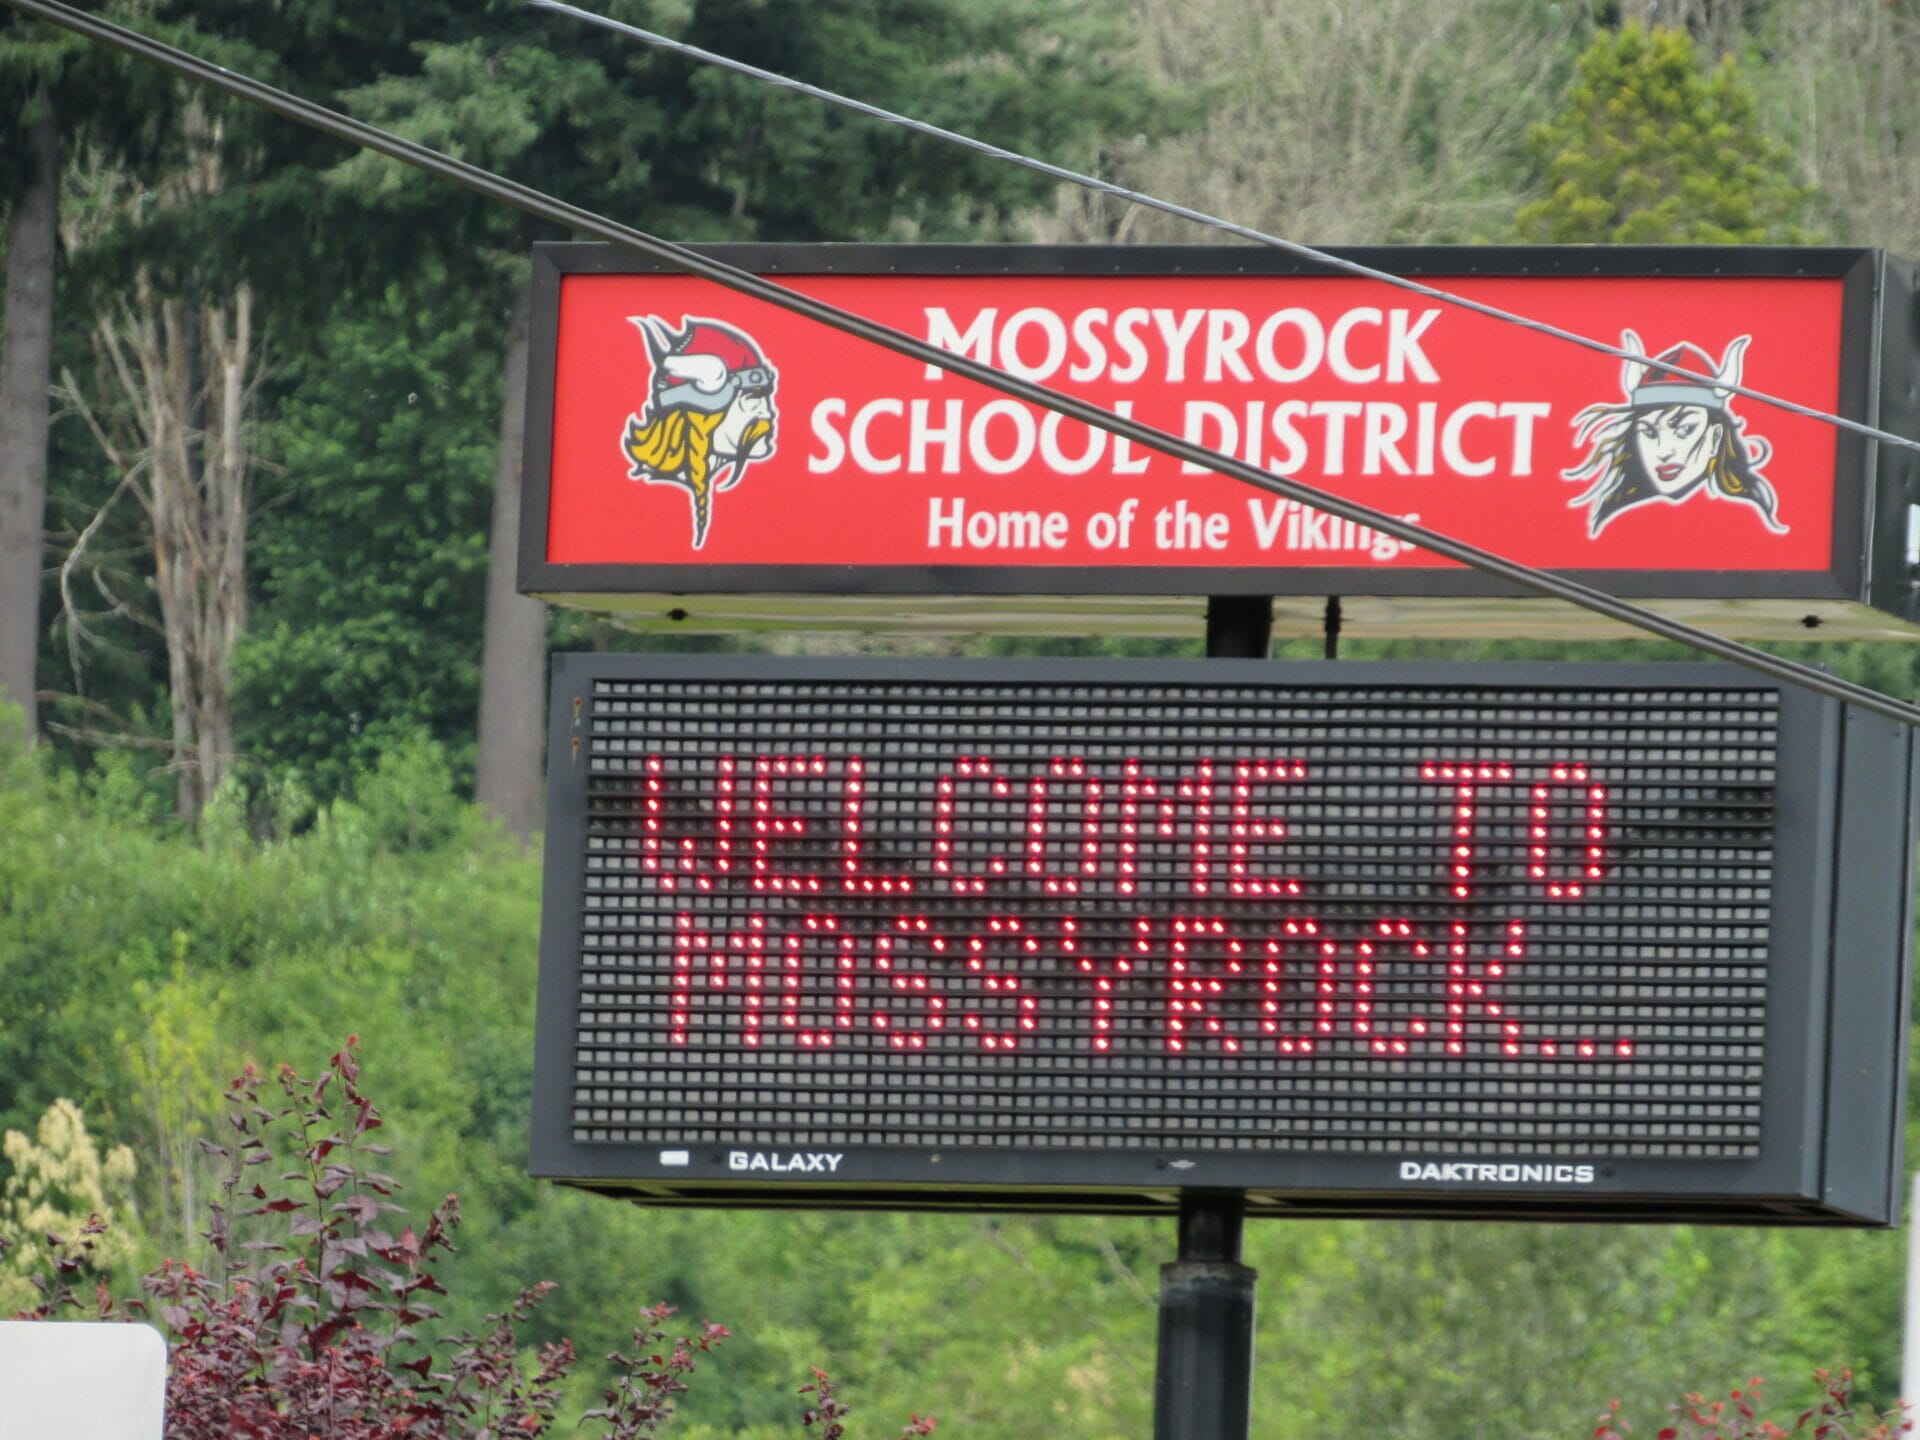 MOSSYROCK
SCHOOL DISTRICT
Home of the Vikings
WELCOME TO
MOSSYROCK...
GALAXY
DAKTRONICS